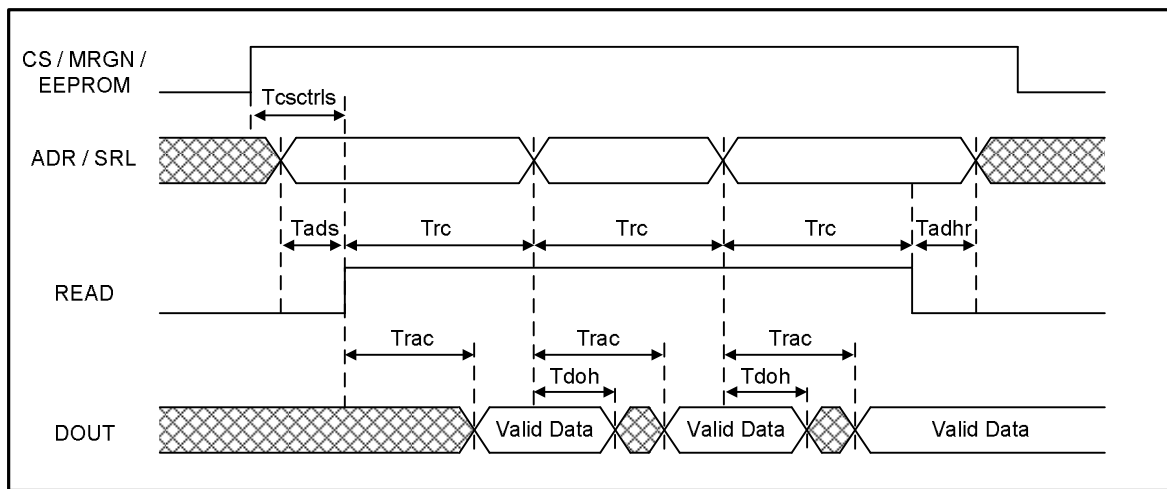 CS / MRGN /
EEPROM
Tcsctrls
ADR / SRL
Tads
Trc
Trc
Trc
Tadhr
READ
Trac
Trac
Trac
Tdoh
Tdoh
DOUT
Valid Data
Valid Data
Valid Data